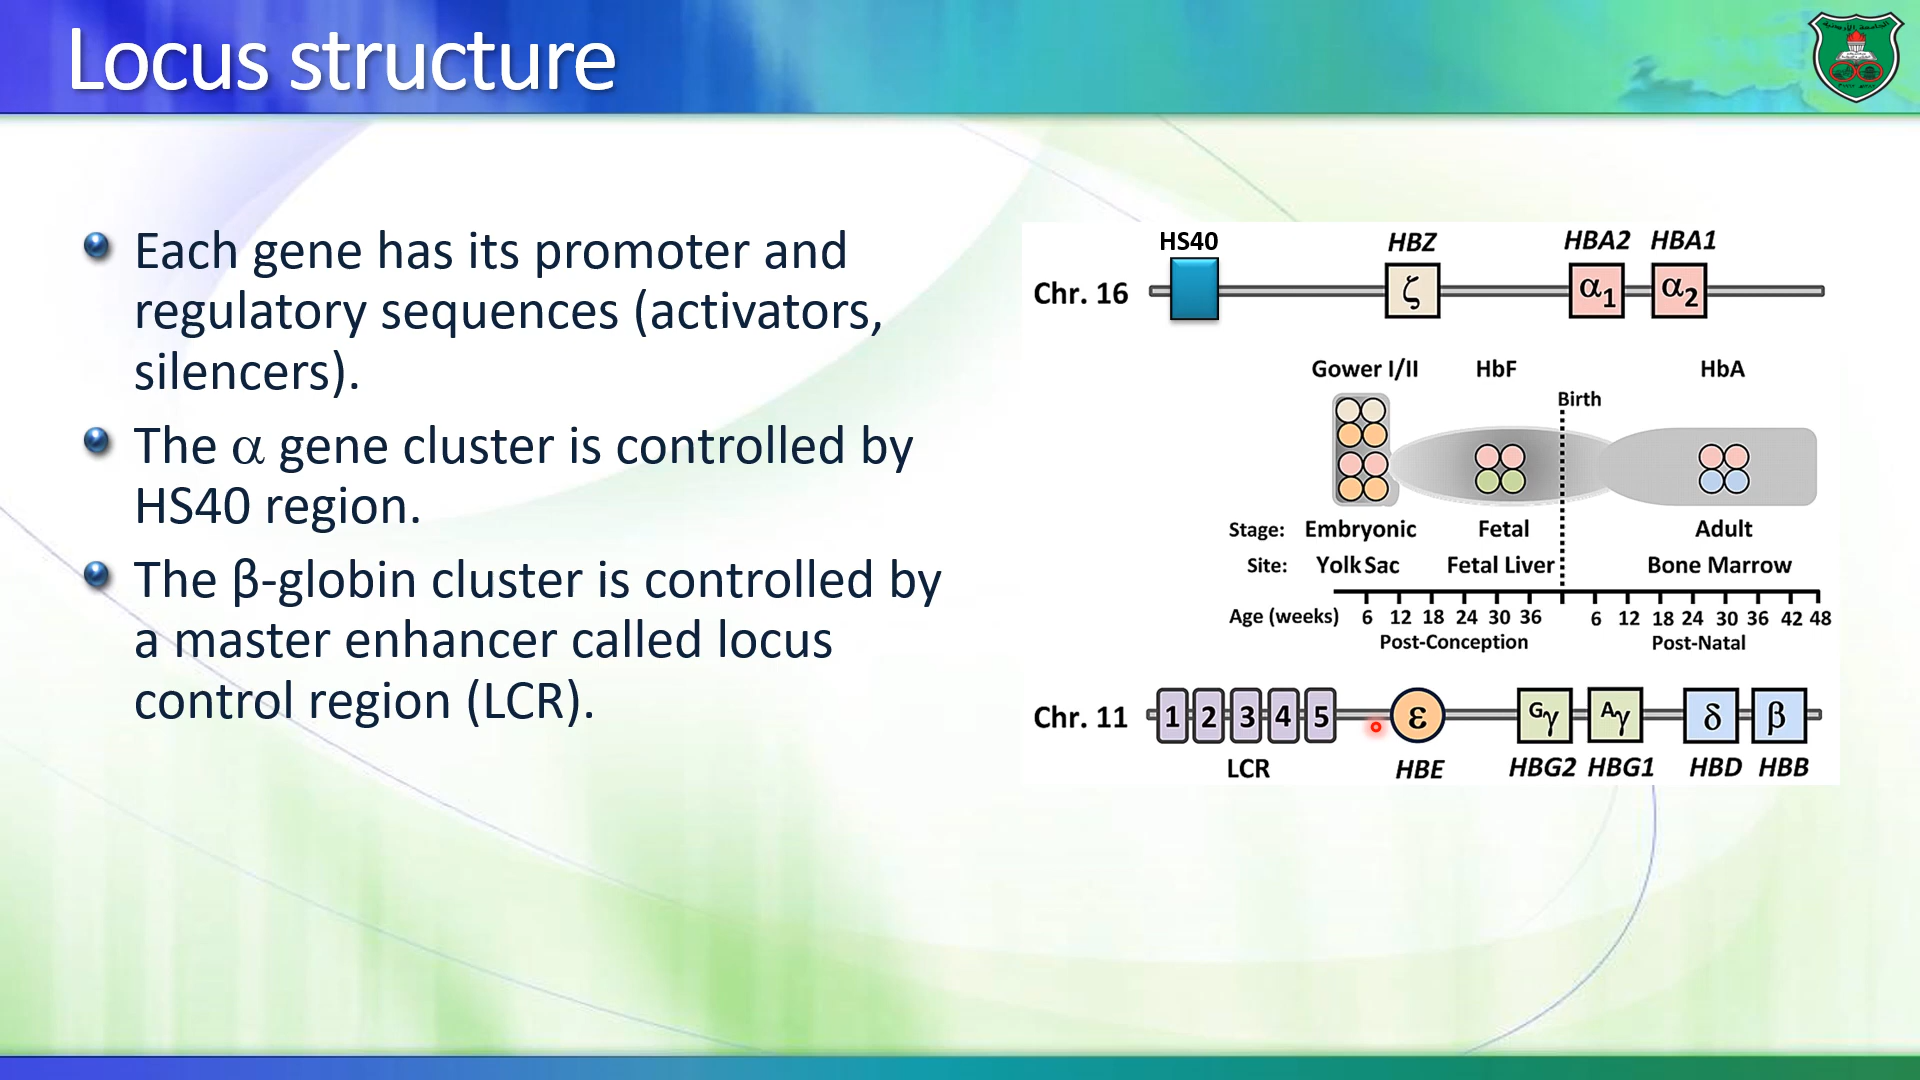 Locus structure
Each gene has its promoter and
regulatory sequences (activators,
silencers).
The α gene cluster is controlled by
HS40 region.
The β-globin cluster is controlled by
a master enhancer called locus
control region (LCR).
HS40 HBZ HBA2 HBA1
Chr. 16 ζ α1 α2
Gower I/II HbF HbA
Birth
Stage: Embryonic Fetal Adult
Site: Yolk Sac Fetal Liver Bone Marrow
Age (weeks) 6 12 18 24 30 36 6 12 18 24 30 36 42 48
Post-Conception Post-Natal
Chr. 11 1 2 3 4 5 ε Gγ Aγ δ β
LCR HBE HBG2 HBG1 HBD HBB